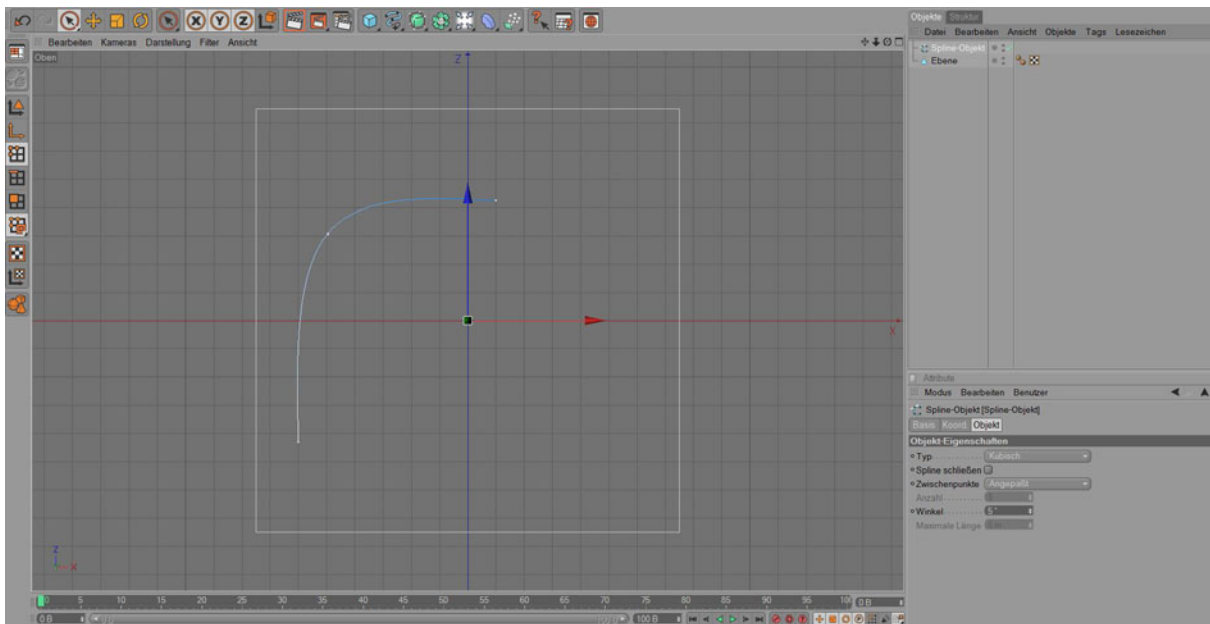 Objekte Struktur
Datei Bearbeiten Ansicht Objekte Tags Lesezeichen
Bearbeiten Kameras Darstellung Filter Ansicht
Oben
Z
Spline-Objekt
Ebene
X
Attribute
Modus Bearbeiten Benutzer
Spline-Objekt [Spline-Objekt]
Basis Koord. Objekt
Objekt-Eigenschaften
Typ Kubisch
Spline schließen
Zwischenpunkte Angepaßt
Anzahl
Winkel 5°
Maximale Länge 5 m
Z
X
0 5 10 15 20 25 30 35 40 45 50 55 60 65 70 75 80 85 90 95 100 0 B
0 B 100 B